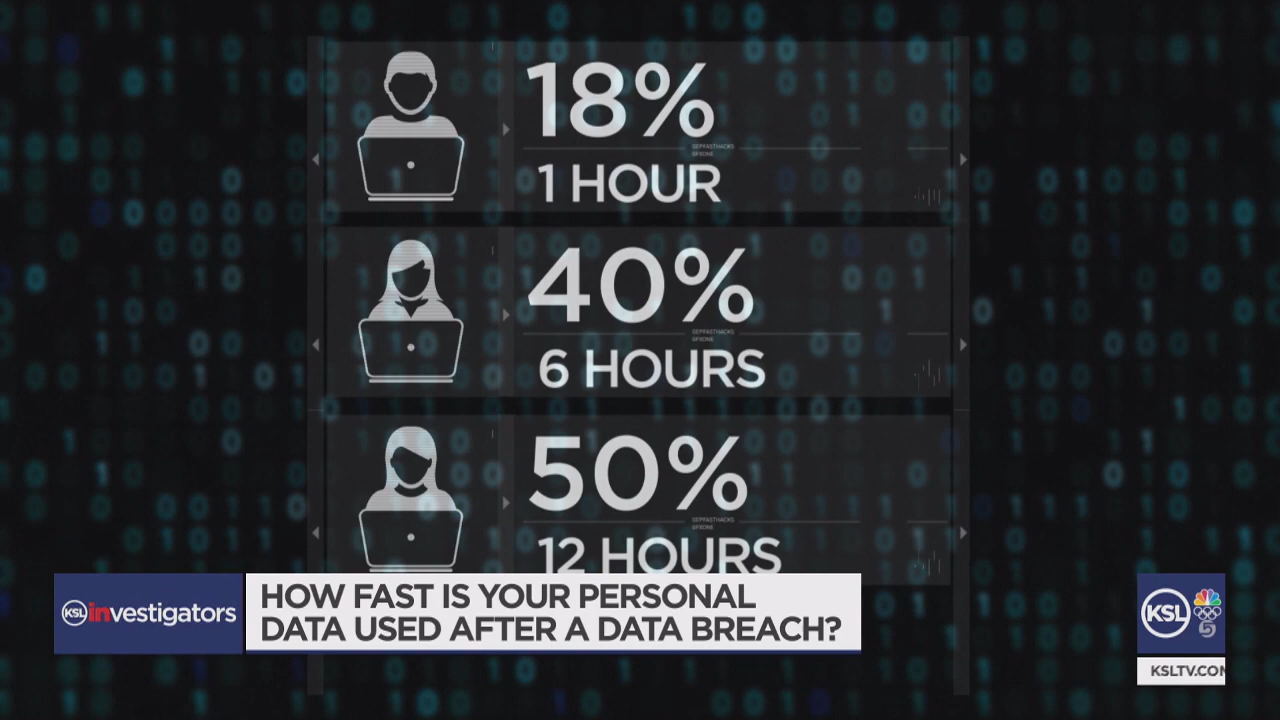 18%
1 HOUR
40%
6 HOURS
50%
12 HOURS
KSL investigators
HOW FAST IS YOUR PERSONAL
DATA USED AFTER A DATA BREACH?
KSL
5
KSLTV.COM